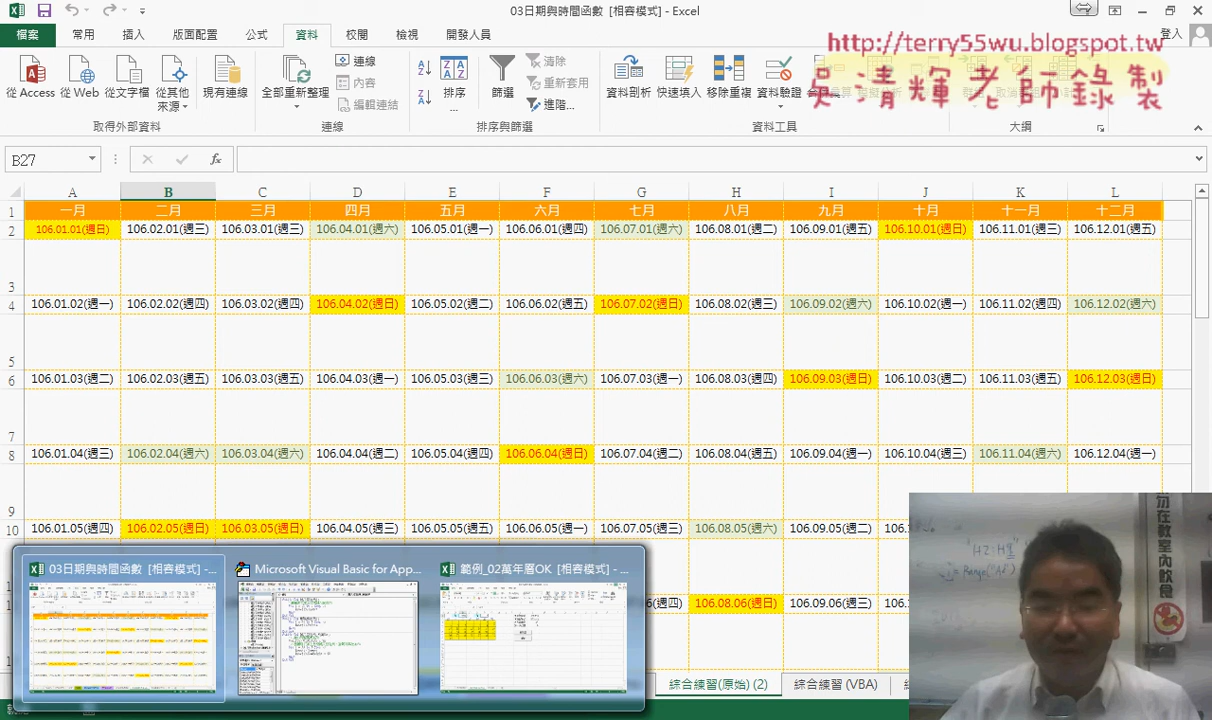 03日期與時間函數 [相容模式] - Excel
檔案 常用 插入 版面配置 公式 資料 校閱 檢視 開發人員 登入
http://terry55wu.blogspot.tw
吳清輝老師錄製
從 Access 從 Web 從文字檔 從其他來源 現有連線 全部重新整理 連線 內容 編輯連結 排序... 篩選 清除 重新套用 進階... 資料剖析 快速填入 移除重複 資料驗證
取得外部資料 連線 排序與篩選 資料工具 大綱
B27 fx
A B C D E F G H I J K L
1 一月 二月 三月 四月 五月 六月 七月 八月 九月 十月 十一月 十二月
2 106.01.01(週日) 106.02.01(週三) 106.03.01(週三) 106.04.01(週六) 106.05.01(週一) 106.06.01(週四) 106.07.01(週六) 106.08.01(週二) 106.09.01(週五) 106.10.01(週日) 106.11.01(週三) 106.12.01(週五)
3
4 106.01.02(週一) 106.02.02(週四) 106.03.02(週四) 106.04.02(週日) 106.05.02(週二) 106.06.02(週五) 106.07.02(週日) 106.08.02(週三) 106.09.02(週六) 106.10.02(週一) 106.11.02(週四) 106.12.02(週六)
5
6 106.01.03(週二) 106.02.03(週五) 106.03.03(週五) 106.04.03(週一) 106.05.03(週三) 106.06.03(週六) 106.07.03(週一) 106.08.03(週四) 106.09.03(週日) 106.10.03(週二) 106.11.03(週五) 106.12.03(週日)
7
8 106.01.04(週三) 106.02.04(週六) 106.03.04(週六) 106.04.04(週二) 106.05.04(週四) 106.06.04(週日) 106.07.04(週二) 106.08.04(週五) 106.09.04(週一) 106.10.04(週三) 106.11.04(週六) 106.12.04(週一)
9
10 106.01.05(週四) 106.02.05(週日) 106.03.05(週日) 106.04.05(週三) 106.05.05(週五) 106.06.05(週一) 106.07.05(週三) 106.08.05(週六) 106.09.05(週二)
(週四) 106.08.06(週日) 106.09.06(週三)
03日期與時間函數 [相容模式] -... Microsoft Visual Basic for App... 範例_02萬年曆OK [相容模式] - ...
綜合練習(原始) (2) 綜合練習 (VBA)
勿在教室內飲食